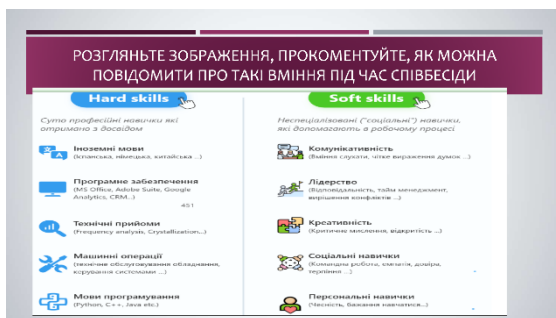 РОЗГЛЯНЬТЕ ЗОБРАЖЕННЯ, ПРОКОМЕНТУЙТЕ, ЯК МОЖНА
ПОВІДОМИТИ ПРО ТАКІ ВМІННЯ ПІД ЧАС СПІВБЕСІДИ
Hard skills
Суто професійні навички які
отримано з досвідом
Іноземні мови
(Іспанська, німецька, китайська ...)
Програмне забезпечення
(MS Office, Adobe Suite, Google
Analytics, CRM..)
451
Технічні прийоми
(Frequency analysis, Crystallization...)
Машинні операції
(технічне обслуговування обладнання,
керування системами ...)
Мови програмування
(Python, C++, Java etc.)
Soft skills
Неспеціалізовані ("соціальні") навички,
які допомагають в робочому процесі
Комунікативність
(Вміння слухати, чітке вираження думок ...)
Лідерство
(Відповідальність, тайм менеджмент,
вирішення конфліктів ...)
Креативність
(Критичне мислення, відкритість ...)
Соціальні навички
(Командна робота, емпатія, довіра,
терпіння ...)
Персональні навички
(Чесність, бажання навчатися...)